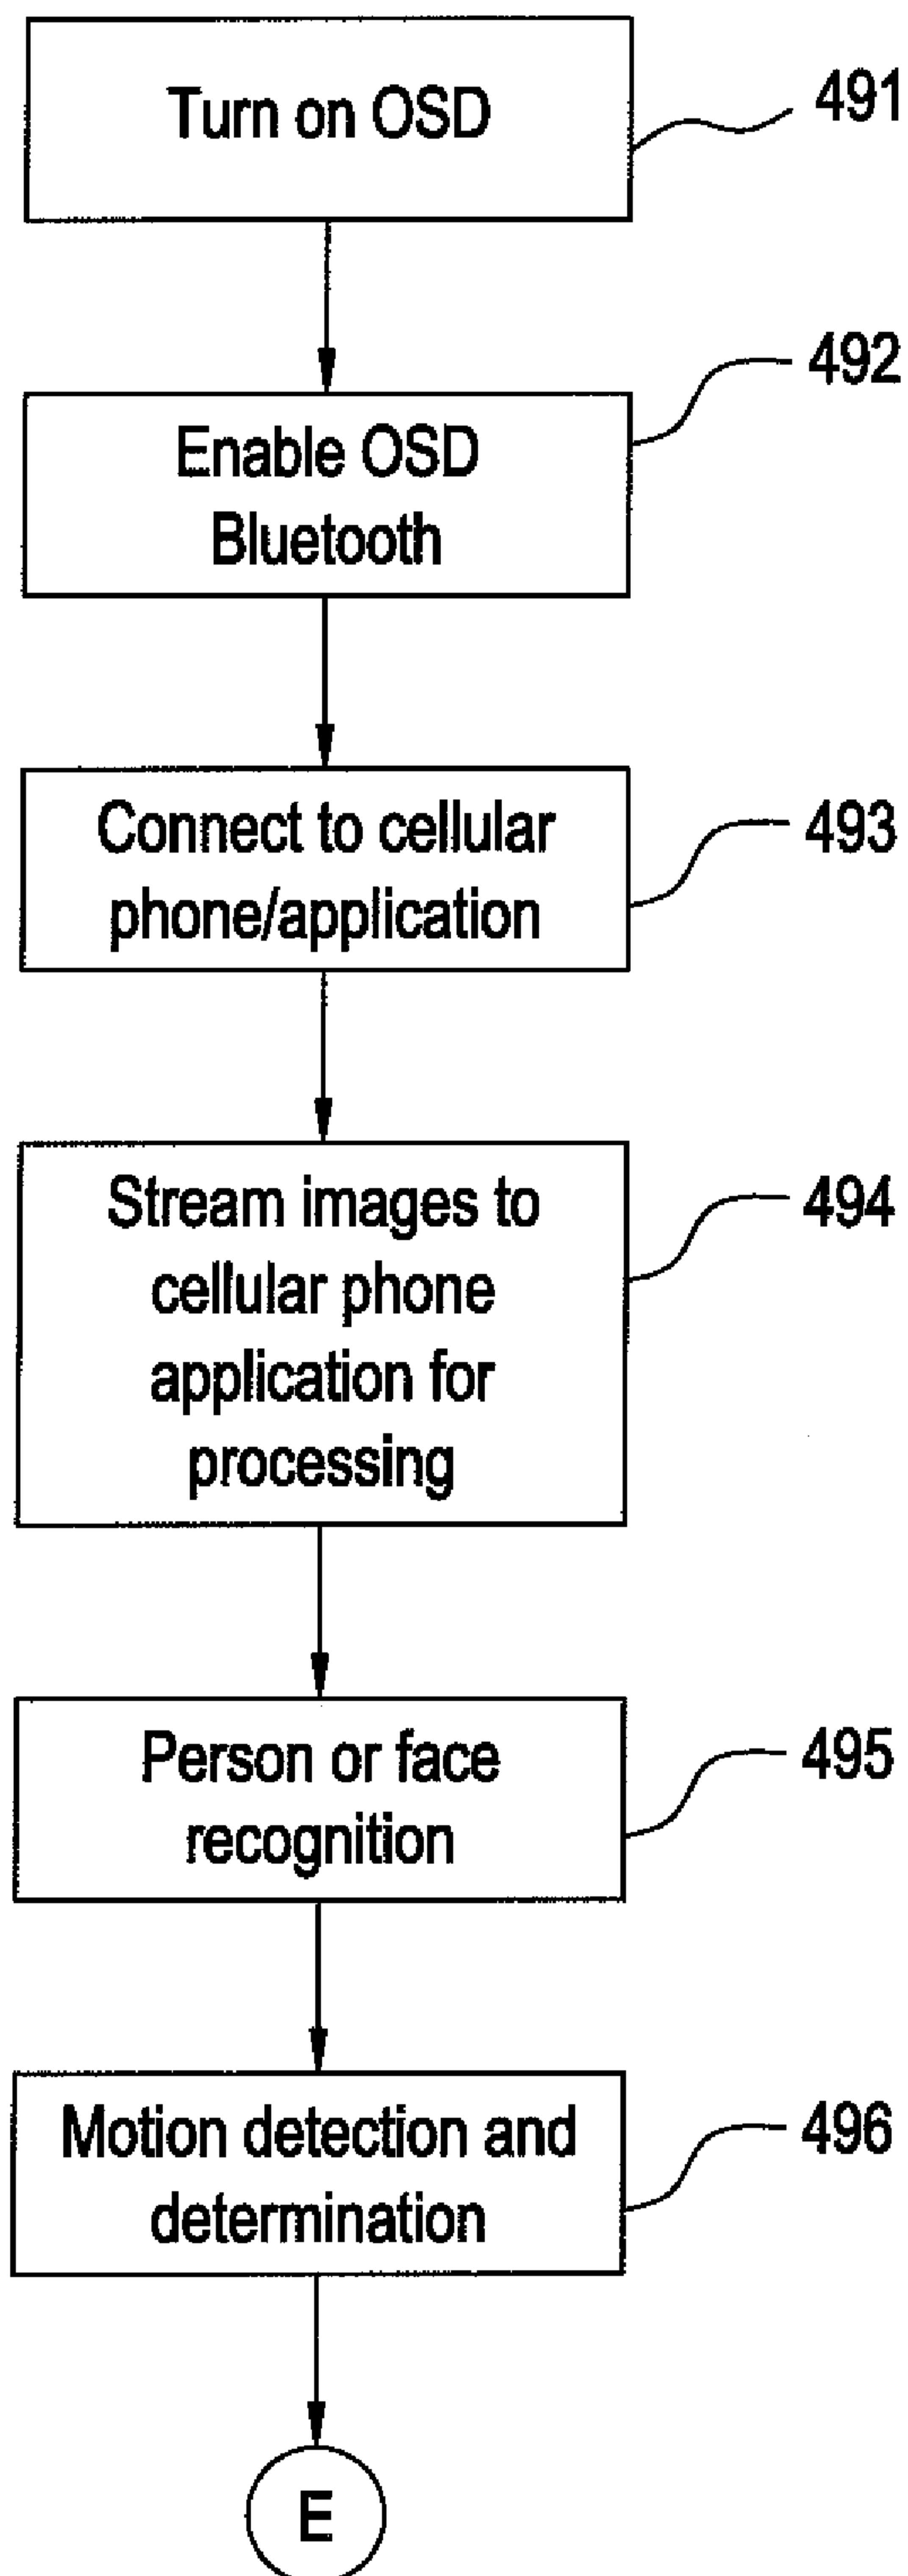 Turn on OSD
491
Enable OSD
Bluetooth
492
Connect to cellular
phone/application
493
Stream images to
cellular phone
application for
processing
494
Person or face
recognition
495
Motion detection and
determination
496
E